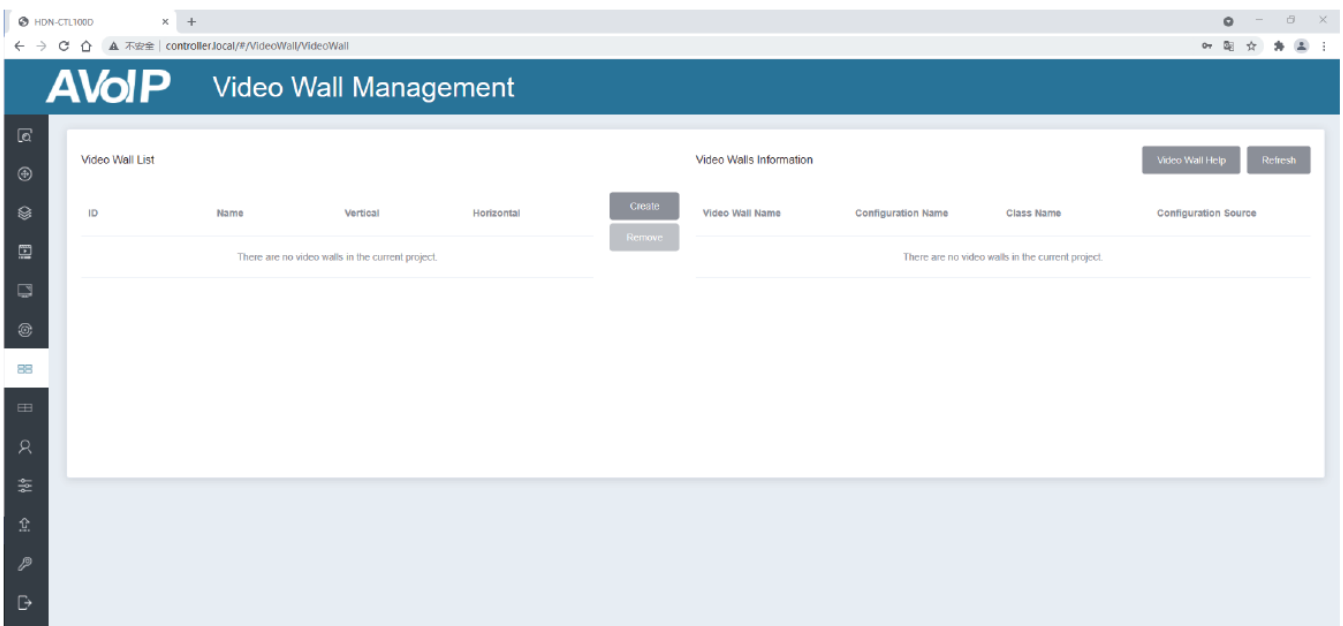 HDN-CTL100D
不安全 controller.local/#/VideoWall/VideoWall
AVoIP Video Wall Management
Video Wall List
Video Walls Information
Video Wall Help
Refresh
ID Name Vertical Horizontal
Create
Remove
Video Wall Name Configuration Name Class Name Configuration Source
There are no video walls in the current project.
There are no video walls in the current project.